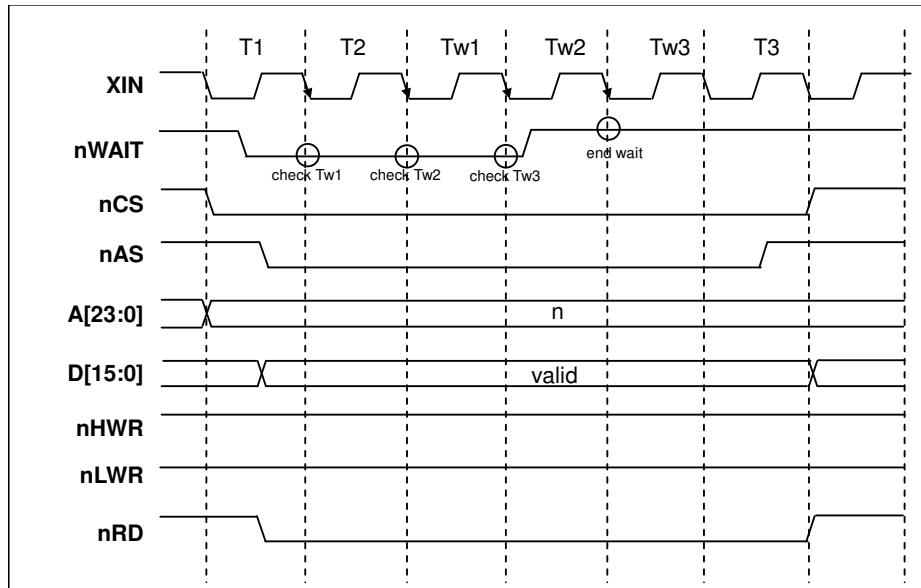 T1 T2 Tw1 Tw2 Tw3 T3
XIN
nWAIT
check Tw1 check Tw2 check Tw3 end wait
nCS
nAS
A[23:0] n
D[15:0] valid
nHWR
nLWR
nRD